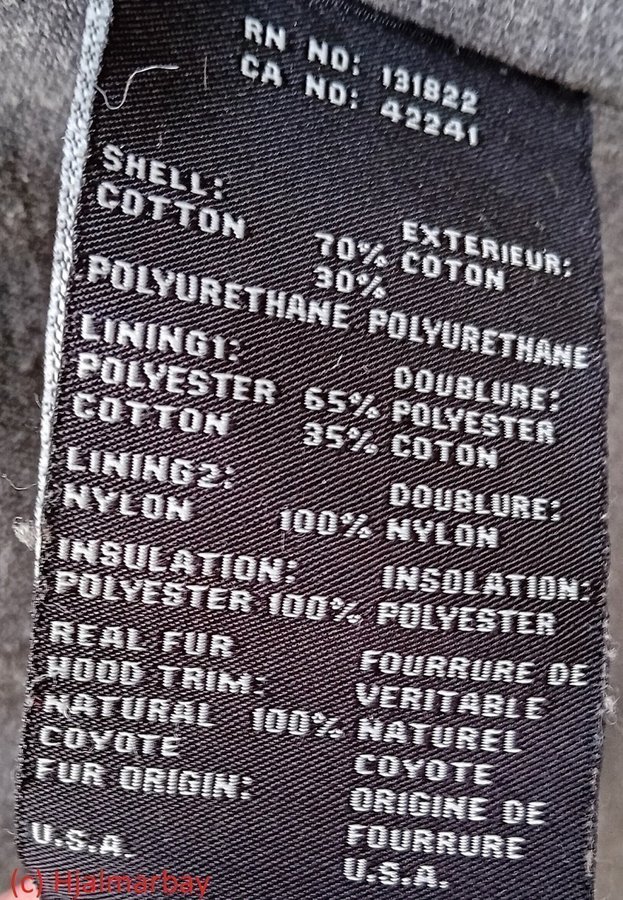 RN NO: 131822
CA NO: 42241
SHELL:
COTTON 70%
POLYURETHANE 30%
LINING1:
POLYESTER 65%
COTTON 35%
LINING2:
NYLON 100%
INSULATION:
POLYESTER 100%
REAL FUR
HOOD TRIM:
NATURAL 100%
COYOTE
FUR ORIGIN:
U.S.A.
EXTERIEUR:
COTON
POLYURETHANE
DOUBLURE:
POLYESTER
COTON
DOUBLURE:
NYLON
INSOLATION:
POLYESTER
FOURRURE DE
VERITABLE
NATUREL
COYOTE
ORIGINE DE
FOURRURE
U.S.A.
(c) Hjalmarbay